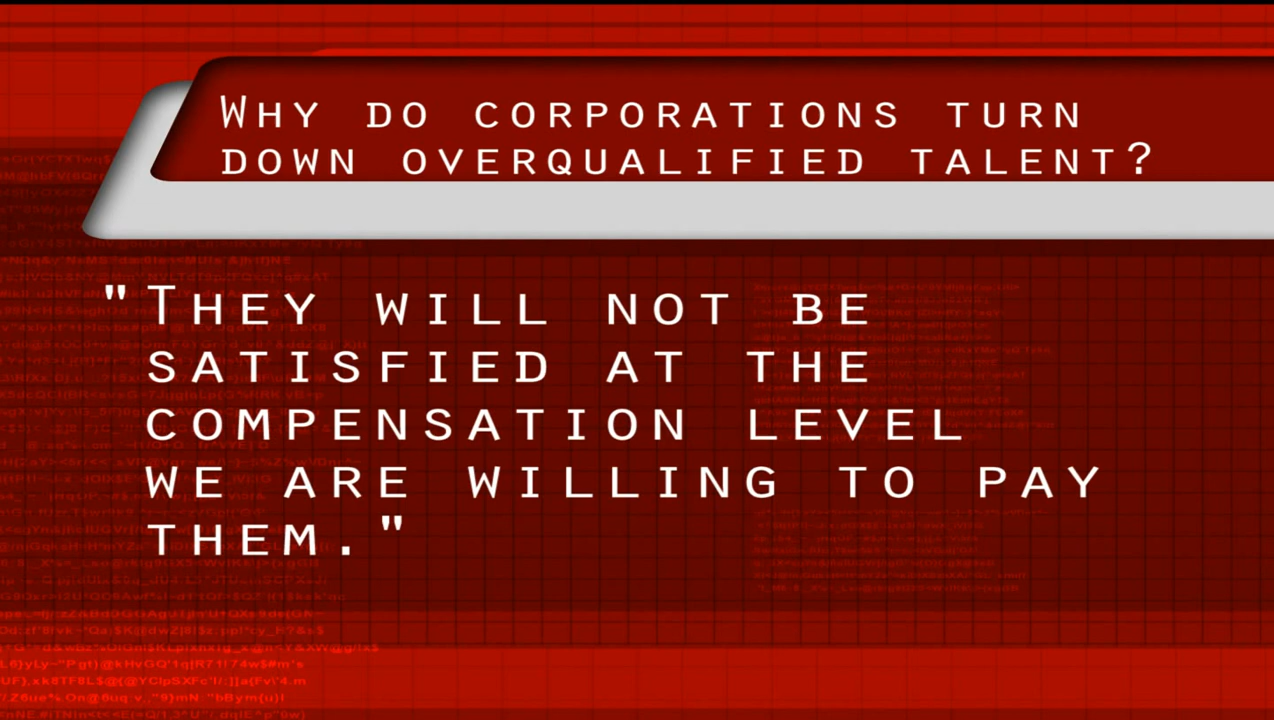 Why do corporations turn
down overqualified talent?
"They will not be
satisfied at the
compensation level
we are willing to pay
them."